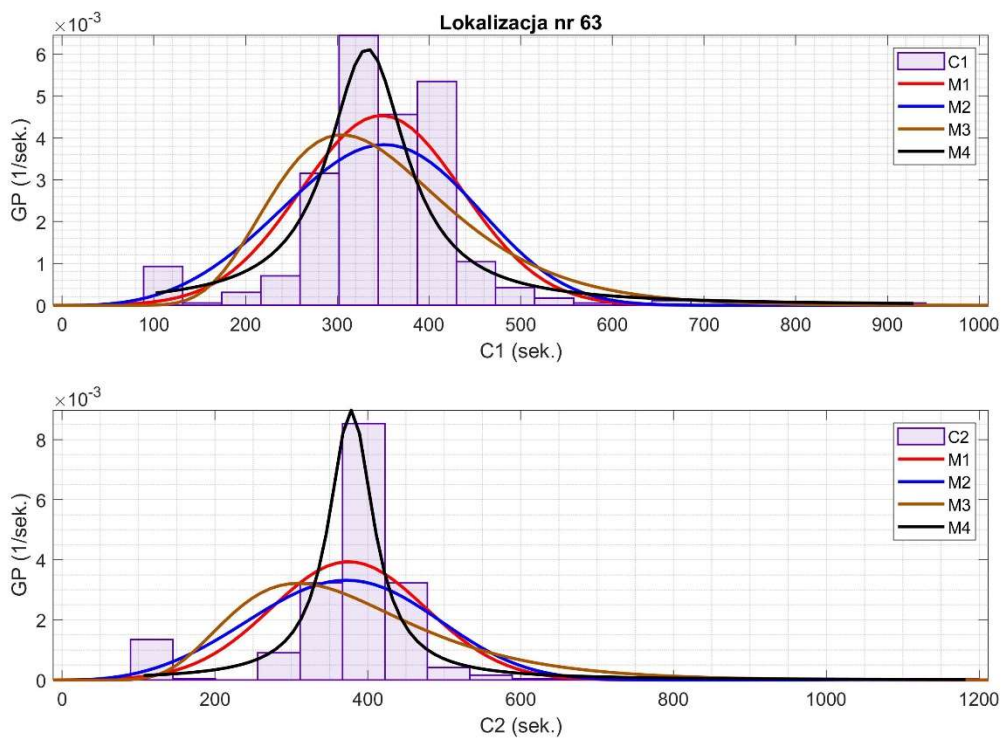 Lokalizacja nr 63
×10⁻³
6
5
4
3
2
1
0
GP (1/sek.)
C1
M1
M2
M3
M4
0 100 200 300 400 500 600 700 800 900 1000
C1 (sek.)
×10⁻³
8
6
4
2
0
GP (1/sek.)
C2
M1
M2
M3
M4
0 200 400 600 800 1000 1200
C2 (sek.)